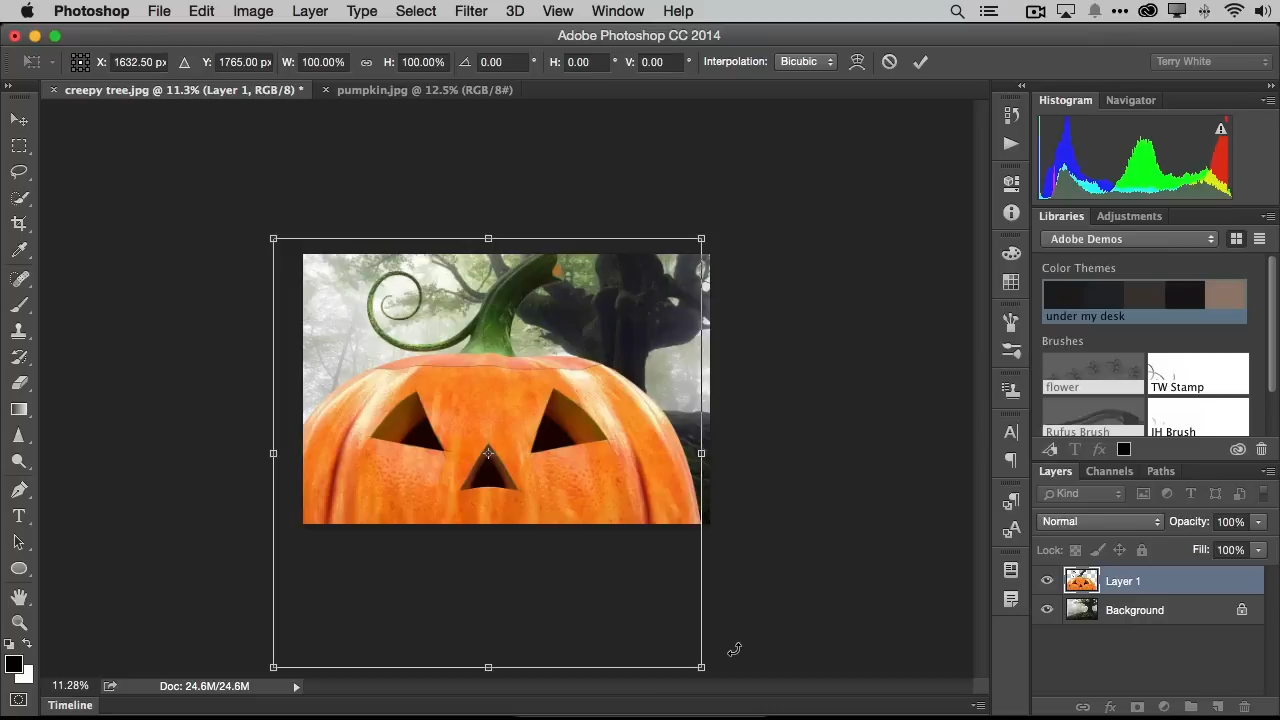 Photoshop File Edit Image Layer Type Select Filter 3D View Window Help
Adobe Photoshop CC 2014
X: 1632.50 px Y: 1765.00 px W: 100.00% H: 100.00% 0.00 ° H: 0.00 ° V: 0.00 ° Interpolation: Bicubic Terry White
creepy tree.jpg @ 11.3% (Layer 1, RGB/8) * pumpkin.jpg @ 12.5% (RGB/8#)
Histogram Navigator
Libraries Adjustments
Adobe Demos
Color Themes
under my desk
Brushes
flower TW Stamp
Rufus Brush JH Brush
Layers Channels Paths
Kind
Normal Opacity: 100%
Lock: Fill: 100%
Layer 1
Background
11.28% Doc: 24.6M/24.6M
Timeline